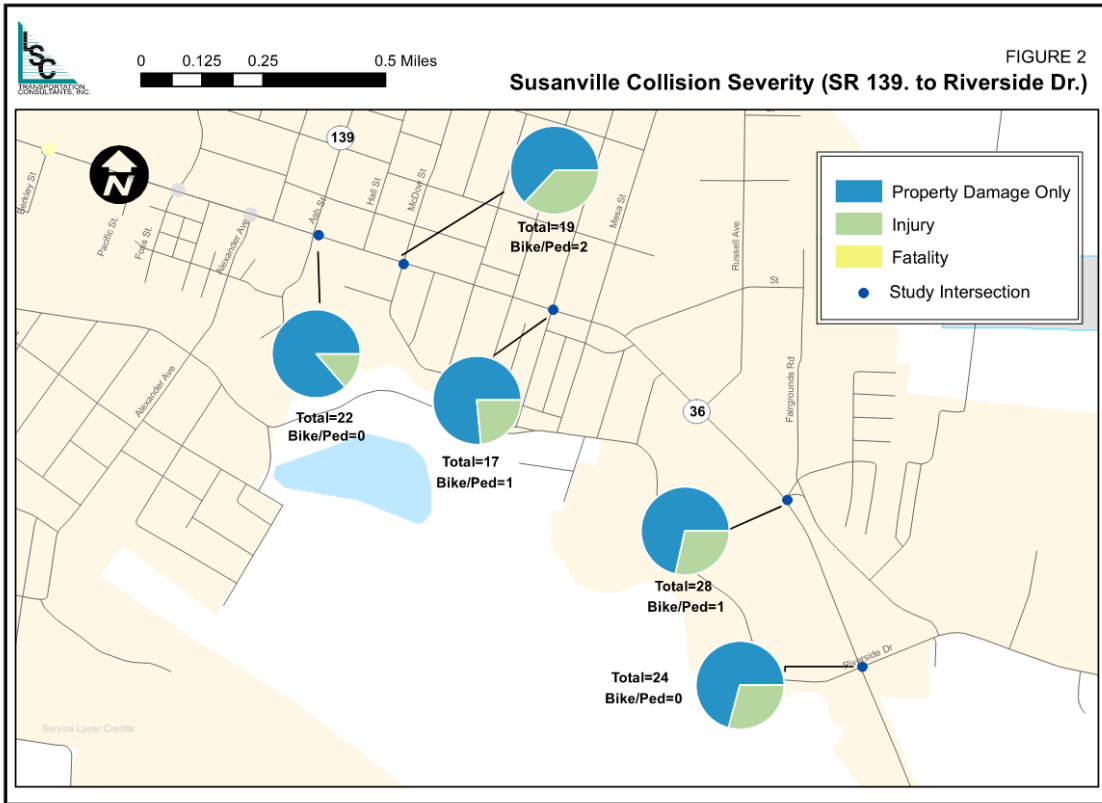 LSC
TRANSPORTATION
CONSULTANTS, INC.
0 0.125 0.25 0.5 Miles
FIGURE 2
Susanville Collision Severity (SR 139. to Riverside Dr.)
N
139
Berkley St
Pacific St.
Foss St.
Alexander Ave
Ash St
Hall St
McDow St
Mesa St
Russell Ave
St
Fairgrounds Rd
Alexander Ave
36
Riverside Dr
Property Damage Only
Injury
Fatality
Study Intersection
Total=19
Bike/Ped=2
Total=22
Bike/Ped=0
Total=17
Bike/Ped=1
Total=28
Bike/Ped=1
Total=24
Bike/Ped=0
Service Layer Credits: